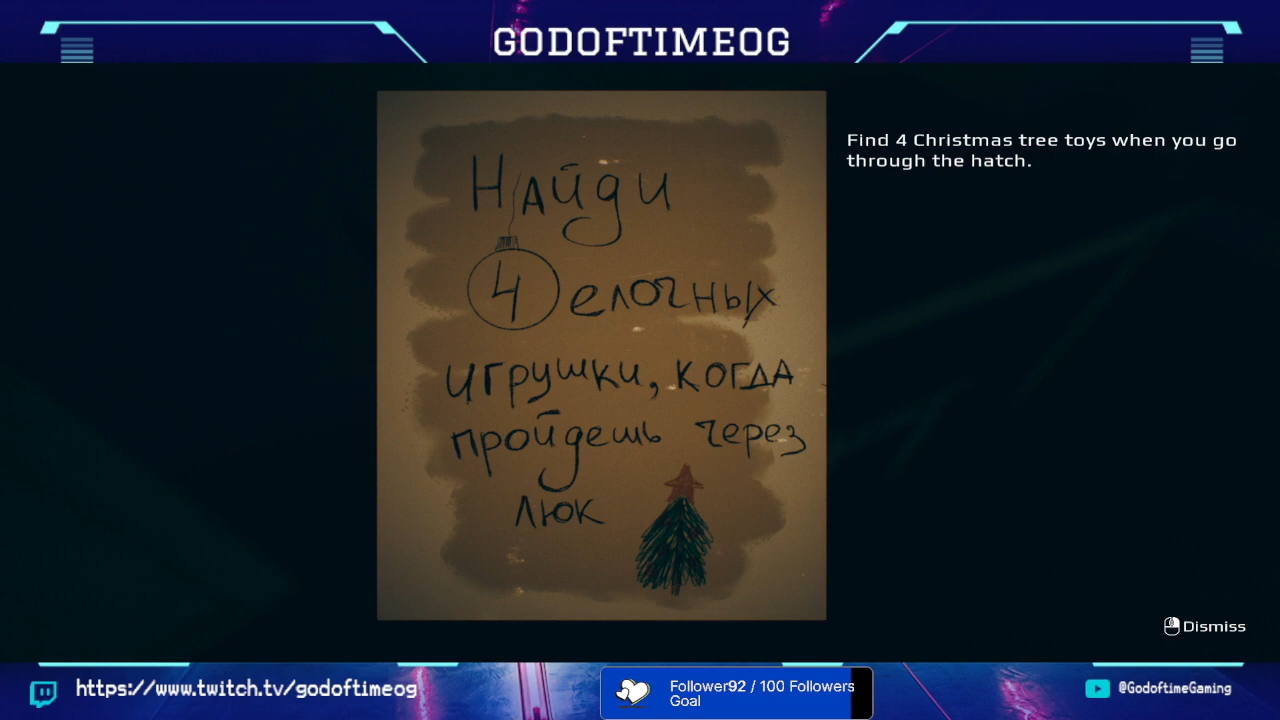 GODOFTIMEOG
Найди
4 елочных
игрушки, когда
пройдешь через
люк
Find 4 Christmas tree toys when you go
through the hatch.
Dismiss
https://www.twitch.tv/godoftimeog
Follower92 / 100 Followers
Goal
@GodoftimeGaming